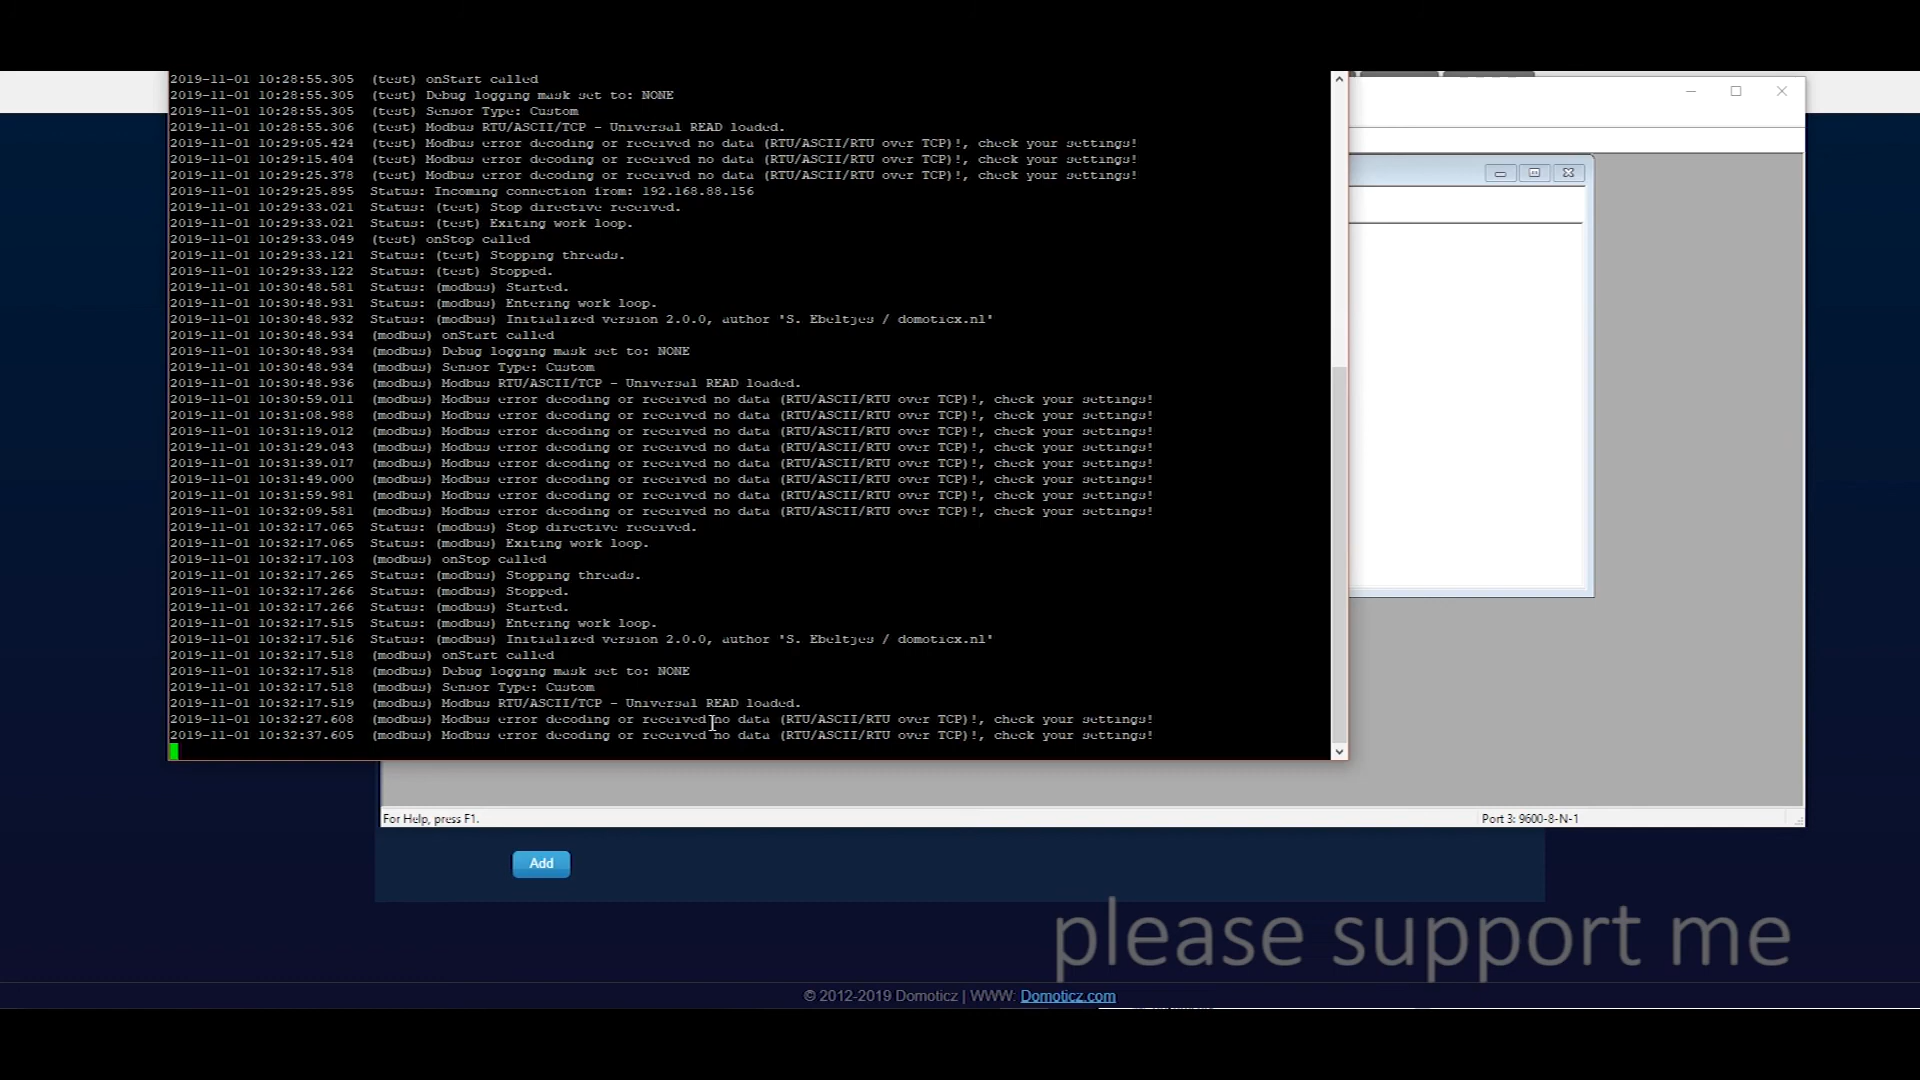 2019-11-01 10:28:55.305  (test) onStart called
2019-11-01 10:28:55.305  (test) Debug logging mask set to: NONE
2019-11-01 10:28:55.305  (test) Sensor Type: Custom
2019-11-01 10:28:55.306  (test) Modbus RTU/ASCII/TCP - Universal READ loaded.
2019-11-01 10:29:05.424  (test) Modbus error decoding or received no data (RTU/ASCII/RTU over TCP)!, check your settings!
2019-11-01 10:29:15.404  (test) Modbus error decoding or received no data (RTU/ASCII/RTU over TCP)!, check your settings!
2019-11-01 10:29:25.378  (test) Modbus error decoding or received no data (RTU/ASCII/RTU over TCP)!, check your settings!
2019-11-01 10:29:25.895  Status: Incoming connection from: 192.168.88.156
2019-11-01 10:29:33.021  Status: (test) Stop directive received.
2019-11-01 10:29:33.021  Status: (test) Exiting work loop.
2019-11-01 10:29:33.049  (test) onStop called
2019-11-01 10:29:33.121  Status: (test) Stopping threads.
2019-11-01 10:29:33.122  Status: (test) Stopped.
2019-11-01 10:30:48.581  Status: (modbus) Started.
2019-11-01 10:30:48.931  Status: (modbus) Entering work loop.
2019-11-01 10:30:48.932  Status: (modbus) Initialized version 2.0.0, author 'S. Ebeltjes / domoticx.nl'
2019-11-01 10:30:48.934  (modbus) onStart called
2019-11-01 10:30:48.934  (modbus) Debug logging mask set to: NONE
2019-11-01 10:30:48.934  (modbus) Sensor Type: Custom
2019-11-01 10:30:48.936  (modbus) Modbus RTU/ASCII/TCP - Universal READ loaded.
2019-11-01 10:30:59.011  (modbus) Modbus error decoding or received no data (RTU/ASCII/RTU over TCP)!, check your settings!
2019-11-01 10:31:08.988  (modbus) Modbus error decoding or received no data (RTU/ASCII/RTU over TCP)!, check your settings!
2019-11-01 10:31:19.012  (modbus) Modbus error decoding or received no data (RTU/ASCII/RTU over TCP)!, check your settings!
2019-11-01 10:31:29.043  (modbus) Modbus error decoding or received no data (RTU/ASCII/RTU over TCP)!, check your settings!
2019-11-01 10:31:39.017  (modbus) Modbus error decoding or received no data (RTU/ASCII/RTU over TCP)!, check your settings!
2019-11-01 10:31:49.000  (modbus) Modbus error decoding or received no data (RTU/ASCII/RTU over TCP)!, check your settings!
2019-11-01 10:31:59.981  (modbus) Modbus error decoding or received no data (RTU/ASCII/RTU over TCP)!, check your settings!
2019-11-01 10:32:09.581  (modbus) Modbus error decoding or received no data (RTU/ASCII/RTU over TCP)!, check your settings!
2019-11-01 10:32:17.065  Status: (modbus) Stop directive received.
2019-11-01 10:32:17.065  Status: (modbus) Exiting work loop.
2019-11-01 10:32:17.103  (modbus) onStop called
2019-11-01 10:32:17.265  Status: (modbus) Stopping threads.
2019-11-01 10:32:17.266  Status: (modbus) Stopped.
2019-11-01 10:32:17.266  Status: (modbus) Started.
2019-11-01 10:32:17.515  Status: (modbus) Entering work loop.
2019-11-01 10:32:17.516  Status: (modbus) Initialized version 2.0.0, author 'S. Ebeltjes / domoticx.nl'
2019-11-01 10:32:17.518  (modbus) onStart called
2019-11-01 10:32:17.518  (modbus) Debug logging mask set to: NONE
2019-11-01 10:32:17.518  (modbus) Sensor Type: Custom
2019-11-01 10:32:17.519  (modbus) Modbus RTU/ASCII/TCP - Universal READ loaded.
2019-11-01 10:32:27.608  (modbus) Modbus error decoding or received no data (RTU/ASCII/RTU over TCP)!, check your settings!
2019-11-01 10:32:37.605  (modbus) Modbus error decoding or received no data (RTU/ASCII/RTU over TCP)!, check your settings!
For Help, press F1.
Port 3: 9600-8-N-1
Add
please support me
© 2012-2019 Domoticz | WWW: Domoticz.com